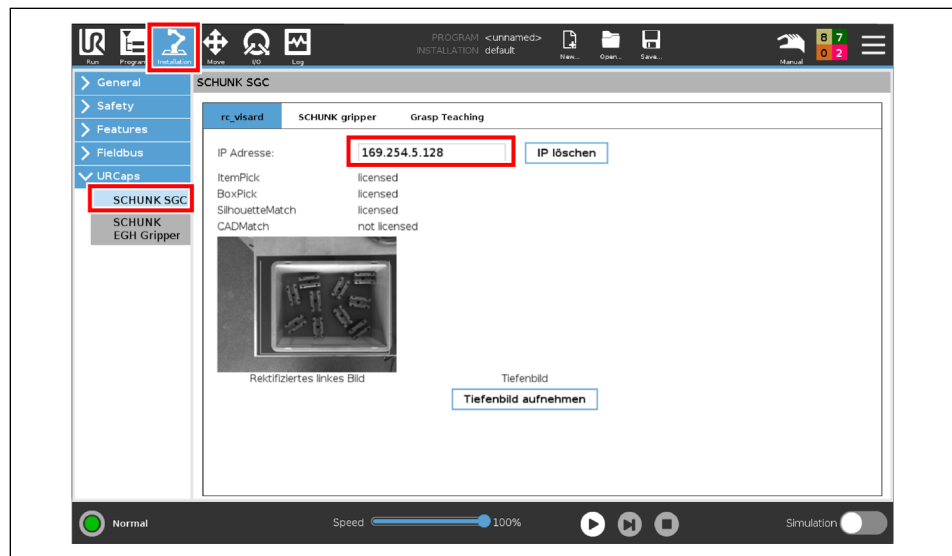 UR
Run Program Installation Move I/O Log
PROGRAM <unnamed>
INSTALLATION default
New... Open... Save...
Manual
8 7
0 2
General
Safety
Features
Fieldbus
URCaps
SCHUNK SGC
SCHUNK
EGH Gripper
SCHUNK SGC
rc_visard SCHUNK gripper Grasp Teaching
IP Adresse: 169.254.5.128 IP löschen
ItemPick licensed
BoxPick licensed
SilhouetteMatch licensed
CADMatch not licensed
Rektifiziertes linkes Bild Tiefenbild
Tiefenbild aufnehmen
Normal Speed 100% Simulation